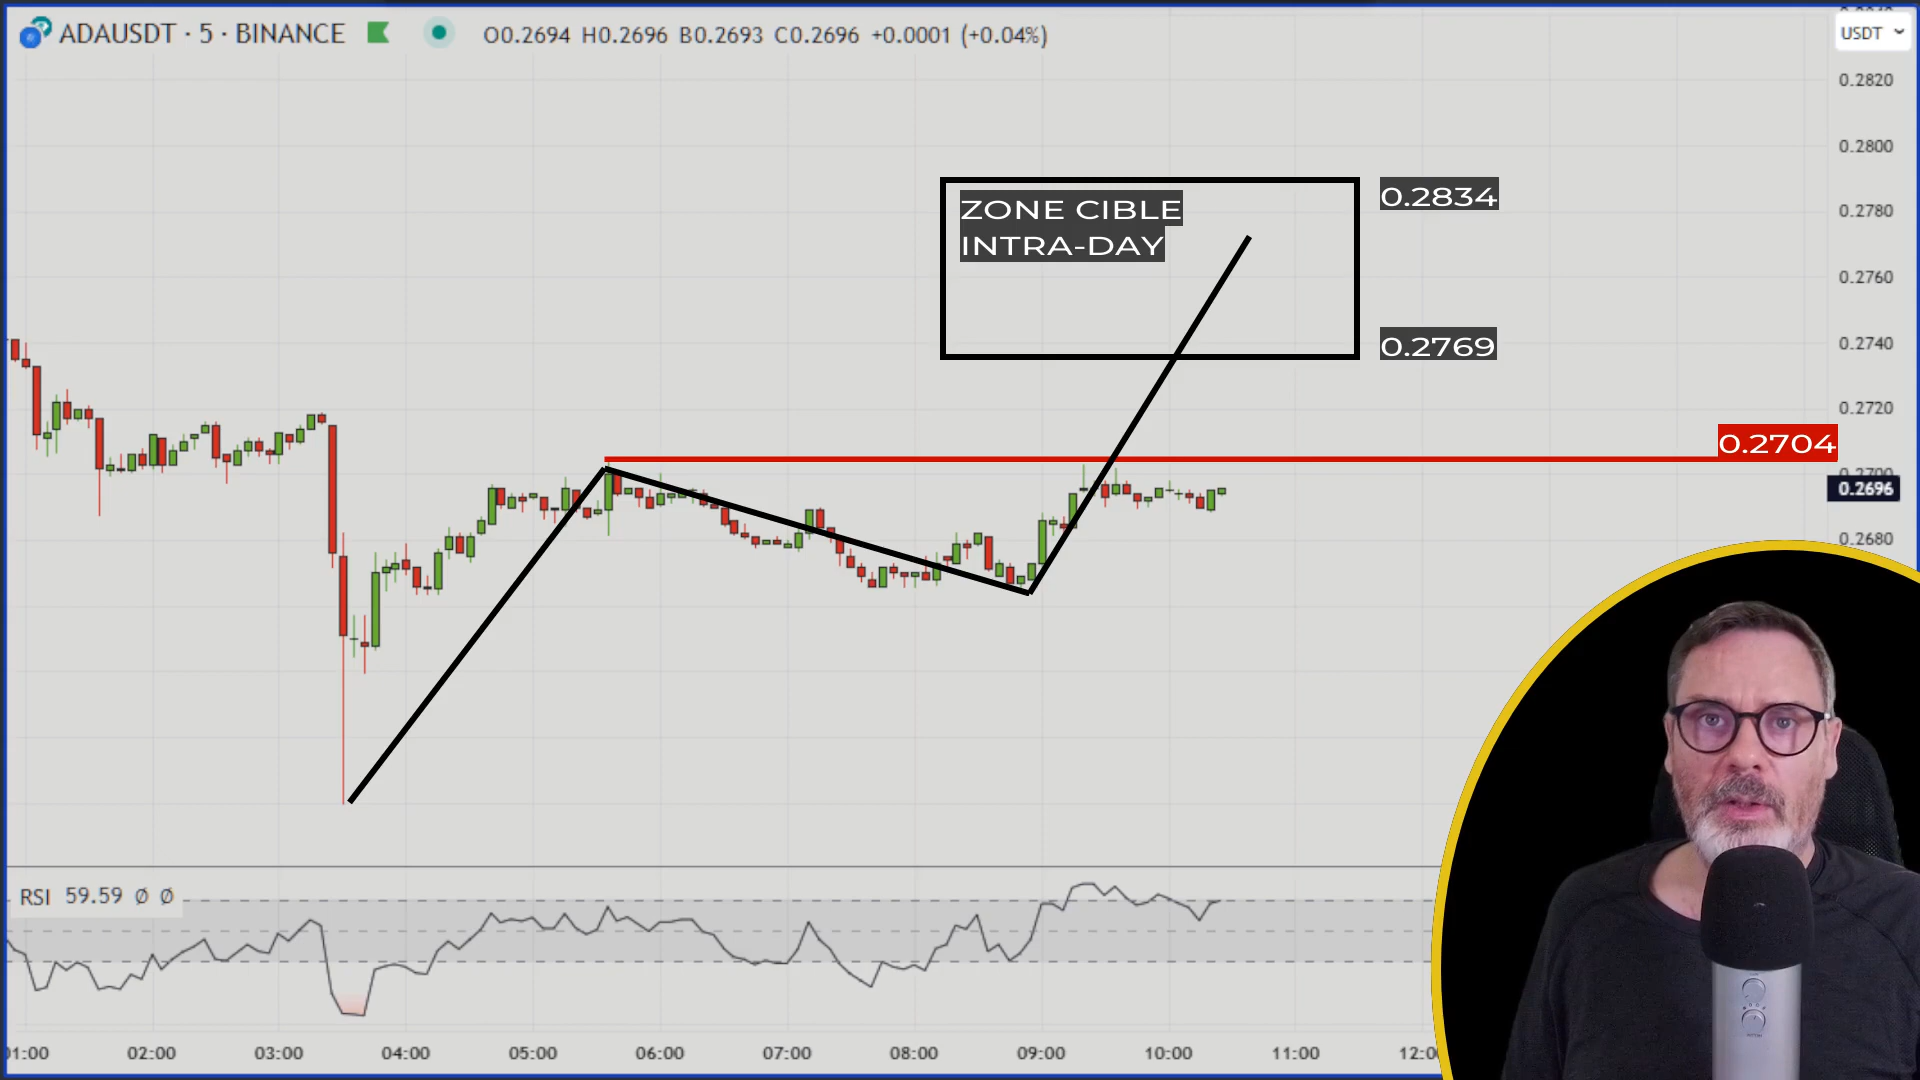 ADAUSDT · 5 · BINANCE
O0.2694 H0.2696 B0.2693 C0.2696 +0.0001 (+0.04%)
USDT
0.2820
0.2800
0.2780
0.2760
0.2740
0.2720
0.2700
0.2696
0.2680
ZONE CIBLE
INTRA-DAY
0.2834
0.2769
0.2704
RSI 59.59 Ø Ø
01:00 02:00 03:00 04:00 05:00 06:00 07:00 08:00 09:00 10:00 11:00